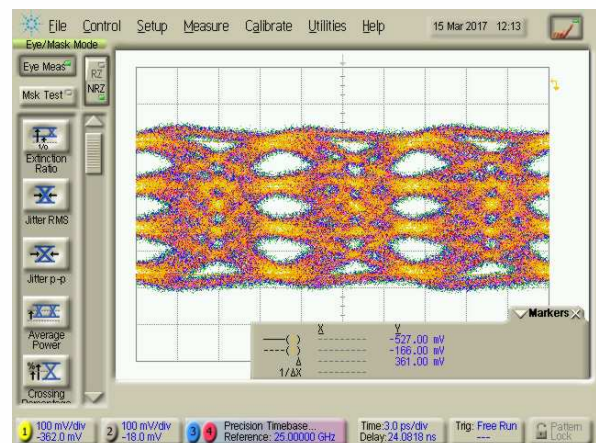 File Control Setup Measure Calibrate Utilities Help 15 Mar 2017 12:13
Eye/Mask Mode
Eye Meas
RZ
NRZ
Msk Test
1/0
Extinction
Ratio
Jitter RMS
Jitter p-p
Average
Power
%
Crossing
Percentage
Markers
X Y
( ) -------- -527.00 mV
( ) -------- -166.00 mV
Δ -------- 361.00 mV
1/ΔX --------
1 100 mV/div
-362.0 mV
2 100 mV/div
-18.0 mV
3 4 Precision Timebase...
Reference: 25.00000 GHz
Time:3.0 ps/div
Delay:24.0818 ns
Trig: Free Run
---
Pattern
Lock